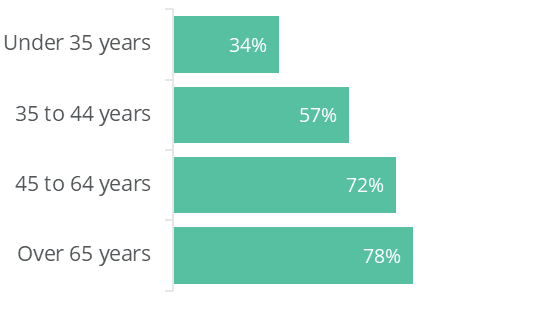 Under 35 years 34%
35 to 44 years 57%
45 to 64 years 72%
Over 65 years 78%